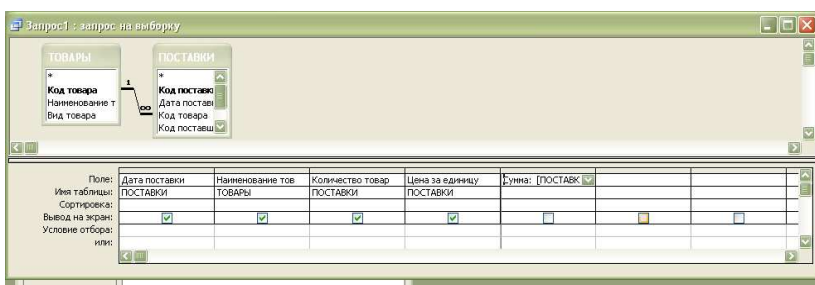 Запрос1 : запрос на выборку
ТОВАРЫ
*
Код товара
Наименование т
Вид товара
1
∞
ПОСТАВКИ
*
Код поставки
Дата постав
Код товара
Код поставщ
Поле: Дата поставки Наименование тов Количество товар Цена за единицу Сумма: [ПОСТАВК
Имя таблицы: ПОСТАВКИ ТОВАРЫ ПОСТАВКИ ПОСТАВКИ
Сортировка:
Вывод на экран:
Условие отбора:
или: